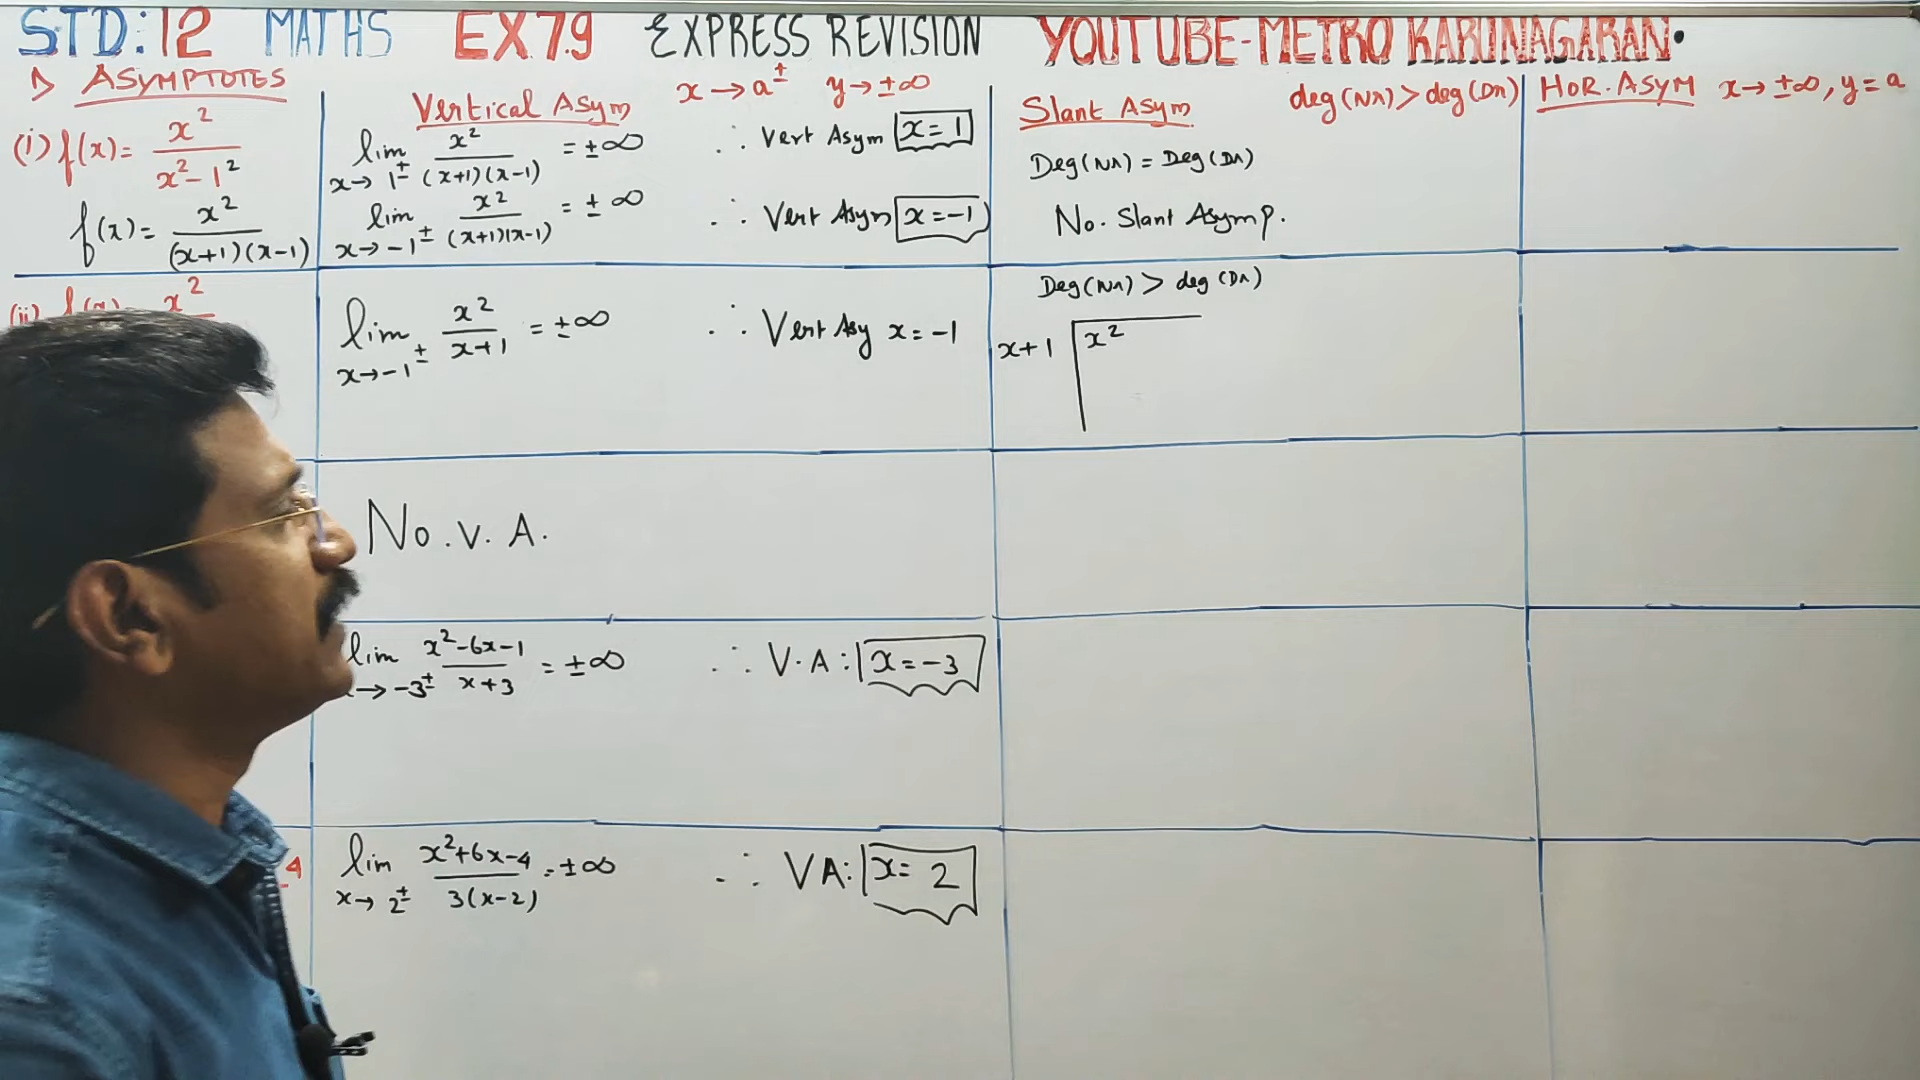 STD:12 MATHS EX 7.9 EXPRESS REVISION YOUTUBE-METRO KARUNAGARAN.
1) ASYMPTOTES
(i) f(x) = x²/(x²-1²)
f(x) = x²/((x+1)(x-1))
(ii) f(x) x²
4
Vertical Asym x→a± y→±∞
lim x→1± x²/((x+1)(x-1)) = ±∞ ∴ Vert Asym x=1
lim x→-1± x²/((x+1)(x-1)) = ±∞ ∴ Vert Asym x=-1
lim x→-1± x²/(x+1) = ±∞ ∴ Vert Asy x=-1
No. V. A.
lim →-3± (x²-6x-1)/(x+3) = ±∞ ∴ V.A: x=-3
lim x→2± (x²+6x-4)/(3(x-2)) = ±∞ ∴ VA: x= 2
Slant Asym deg(Nr) > deg(Dr)
Deg(Nr) = Deg(Dr)
No. Slant Asymp.
Deg(Nr) > deg(Dr)
x+1 x²
HOR. ASYM x→±∞, y=a